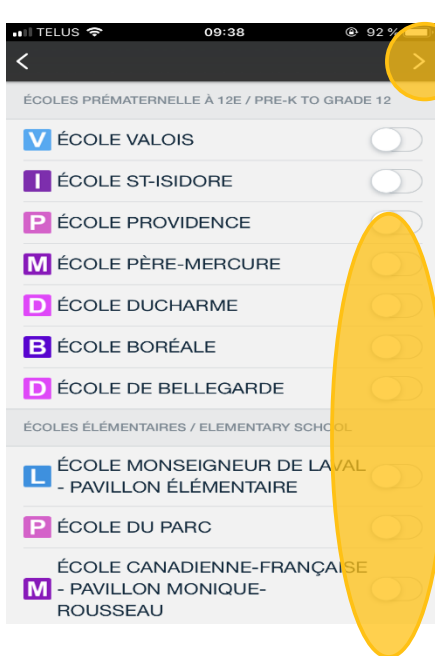 TELUS 09:38 92 %
< >
ÉCOLES PRÉMATERNELLE À 12E / PRE-K TO GRADE 12
V ÉCOLE VALOIS
I ÉCOLE ST-ISIDORE
P ÉCOLE PROVIDENCE
M ÉCOLE PÈRE-MERCURE
D ÉCOLE DUCHARME
B ÉCOLE BORÉALE
D ÉCOLE DE BELLEGARDE
ÉCOLES ÉLÉMENTAIRES / ELEMENTARY SCHOOL
L ÉCOLE MONSEIGNEUR DE LAVAL
- PAVILLON ÉLÉMENTAIRE
P ÉCOLE DU PARC
ÉCOLE CANADIENNE-FRANÇAISE
M - PAVILLON MONIQUE-
ROUSSEAU